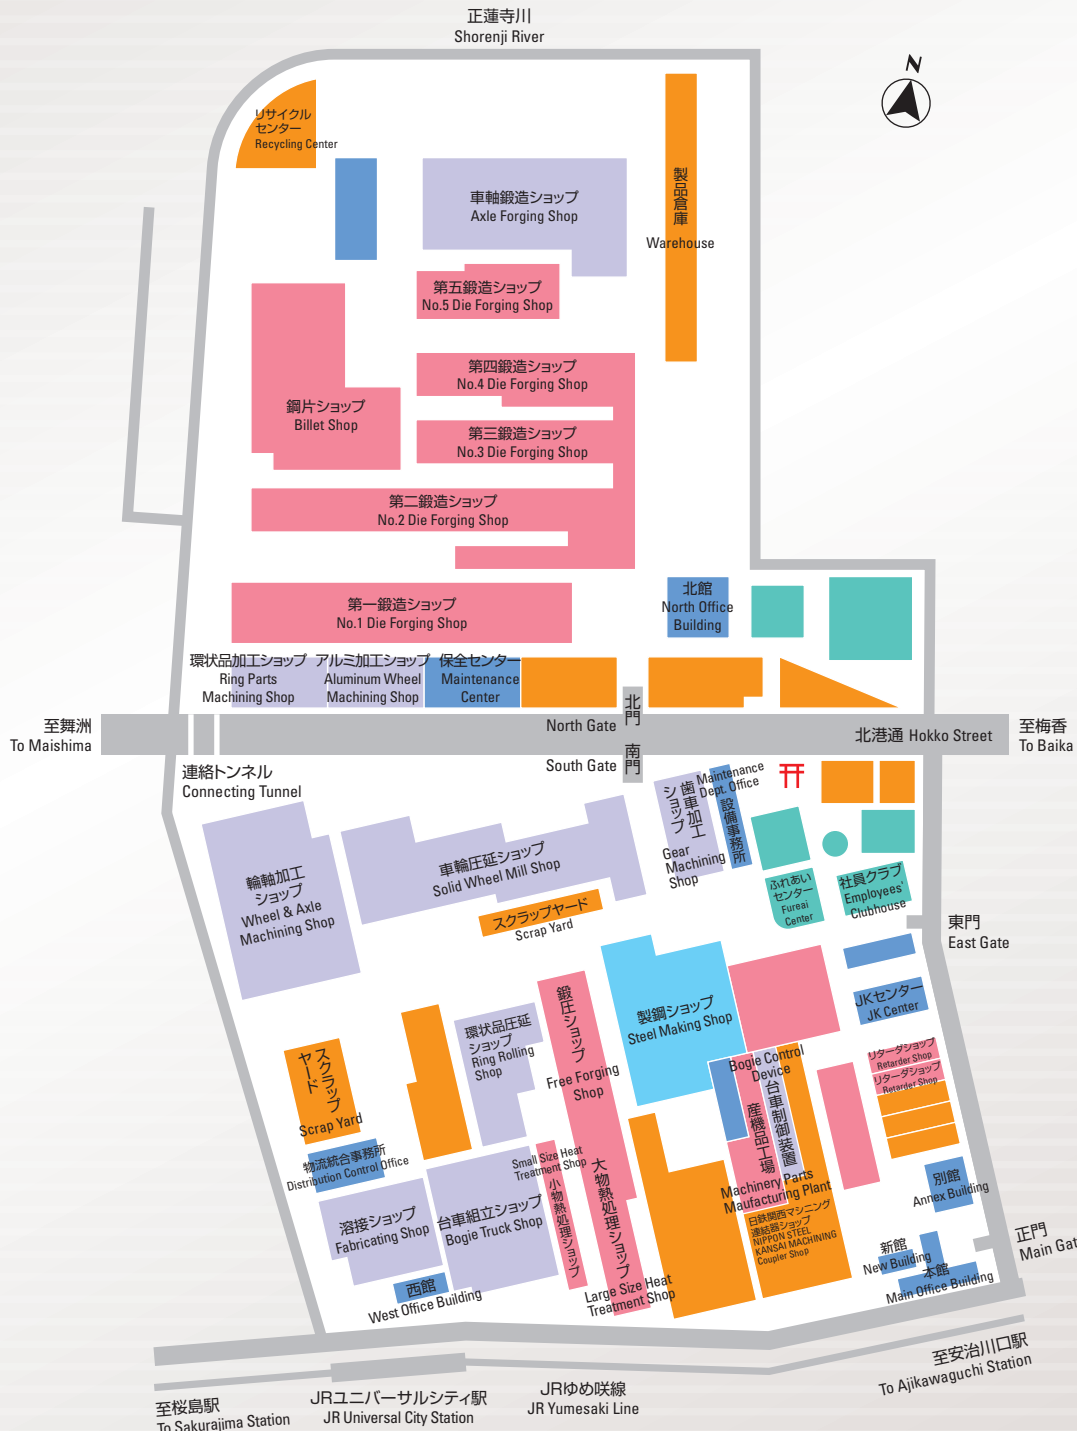 正蓮寺川
Shorenji River
N
リサイクル
センター
Recycling Center
車軸鍛造ショップ
Axle Forging Shop
製品倉庫
Warehouse
第五鍛造ショップ
No.5 Die Forging Shop
第四鍛造ショップ
No.4 Die Forging Shop
鋼片ショップ
Billet Shop
第三鍛造ショップ
No.3 Die Forging Shop
第二鍛造ショップ
No.2 Die Forging Shop
第一鍛造ショップ
No.1 Die Forging Shop
北館
North Office
Building
環状品加工ショップ
Ring Parts
Machining Shop
アルミ加工ショップ
Aluminum Wheel
Machining Shop
保全センター
Maintenance
Center
北門
North Gate
至舞洲
To Maishima
北港通 Hokko Street
至梅香
To Baika
南門
South Gate
連絡トンネル
Connecting Tunnel
輪軸加工
ショップ
Wheel & Axle
Machining Shop
車輪圧延ショップ
Solid Wheel Mill Shop
スクラップヤード
Scrap Yard
歯車加工
ショップ
Gear
Machining
Shop
Maintenance
Dept. Office
設備事務所
ふれあい
センター
Fureai
Center
社員クラブ
Employees'
Clubhouse
東門
East Gate
JKセンター
JK Center
製鋼ショップ
Steel Making Shop
鍛圧ショップ
Free Forging
Shop
環状品圧延
ショップ
Ring Rolling
Shop
スクラップ
ヤード
Scrap Yard
物流統合事務所
Distribution Control Office
リターダショップ
Retarder Shop
リターダショップ
Retarder Shop
Bogie Control
Device
台車制御装置
産機品工場
Machinery Parts
Maufacturing Plant
日鉄関西マシニング
連結器ショップ
NIPPON STEEL
KANSAI MACHINING
Coupler Shop
Small Size Heat
Treatment Shop
小物熱処理ショップ
大物熱処理ショップ
Large Size Heat
Treatment Shop
溶接ショップ
Fabricating Shop
台車組立ショップ
Bogie Truck Shop
西館
West Office Building
別館
Annex Building
新館
New Building
本館
Main Office Building
正門
Main Gat
至桜島駅
To Sakurajima Station
JRユニバーサルシティ駅
JR Universal City Station
JRゆめ咲線
JR Yumesaki Line
至安治川口駅
To Ajikawaguchi Station